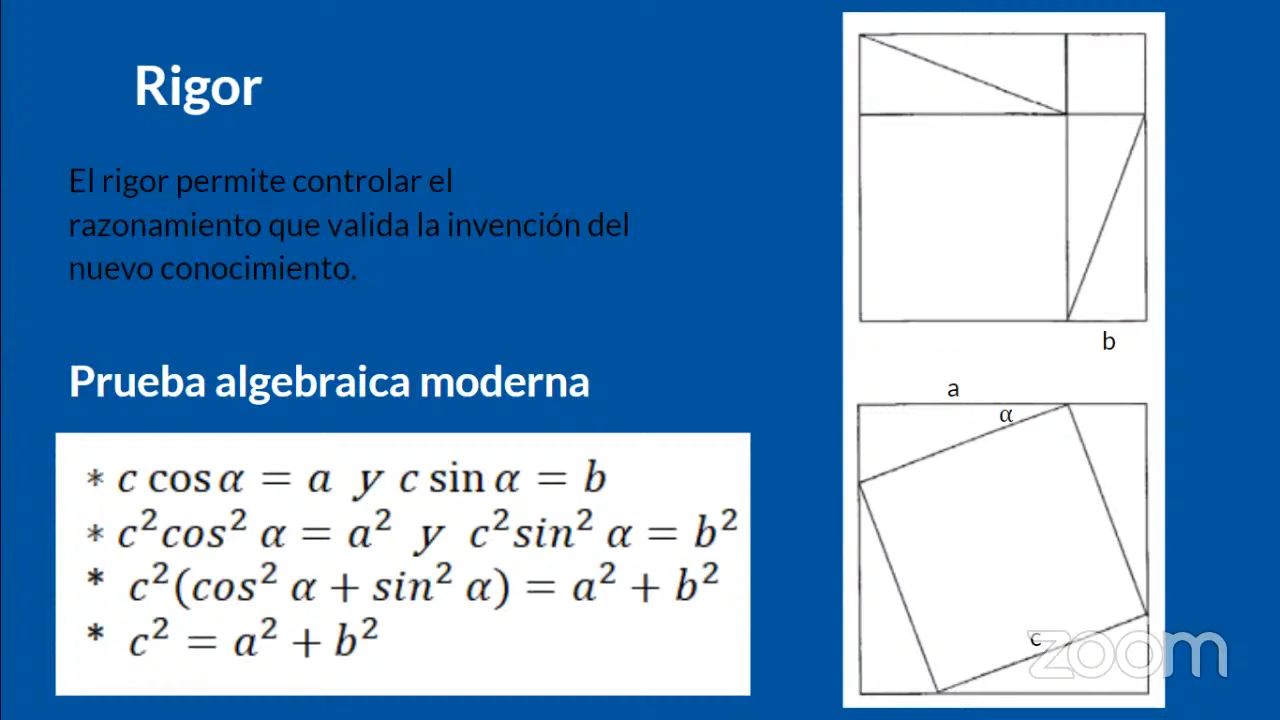 Rigor
El rigor permite controlar el
razonamiento que valida la invención del
nuevo conocimiento.
Prueba algebraica moderna
* c cos α = a y c sin α = b
* c²cos² α = a² y c²sin² α = b²
* c²(cos² α + sin² α) = a² + b²
* c² = a² + b²
b
a
α
c
zoom